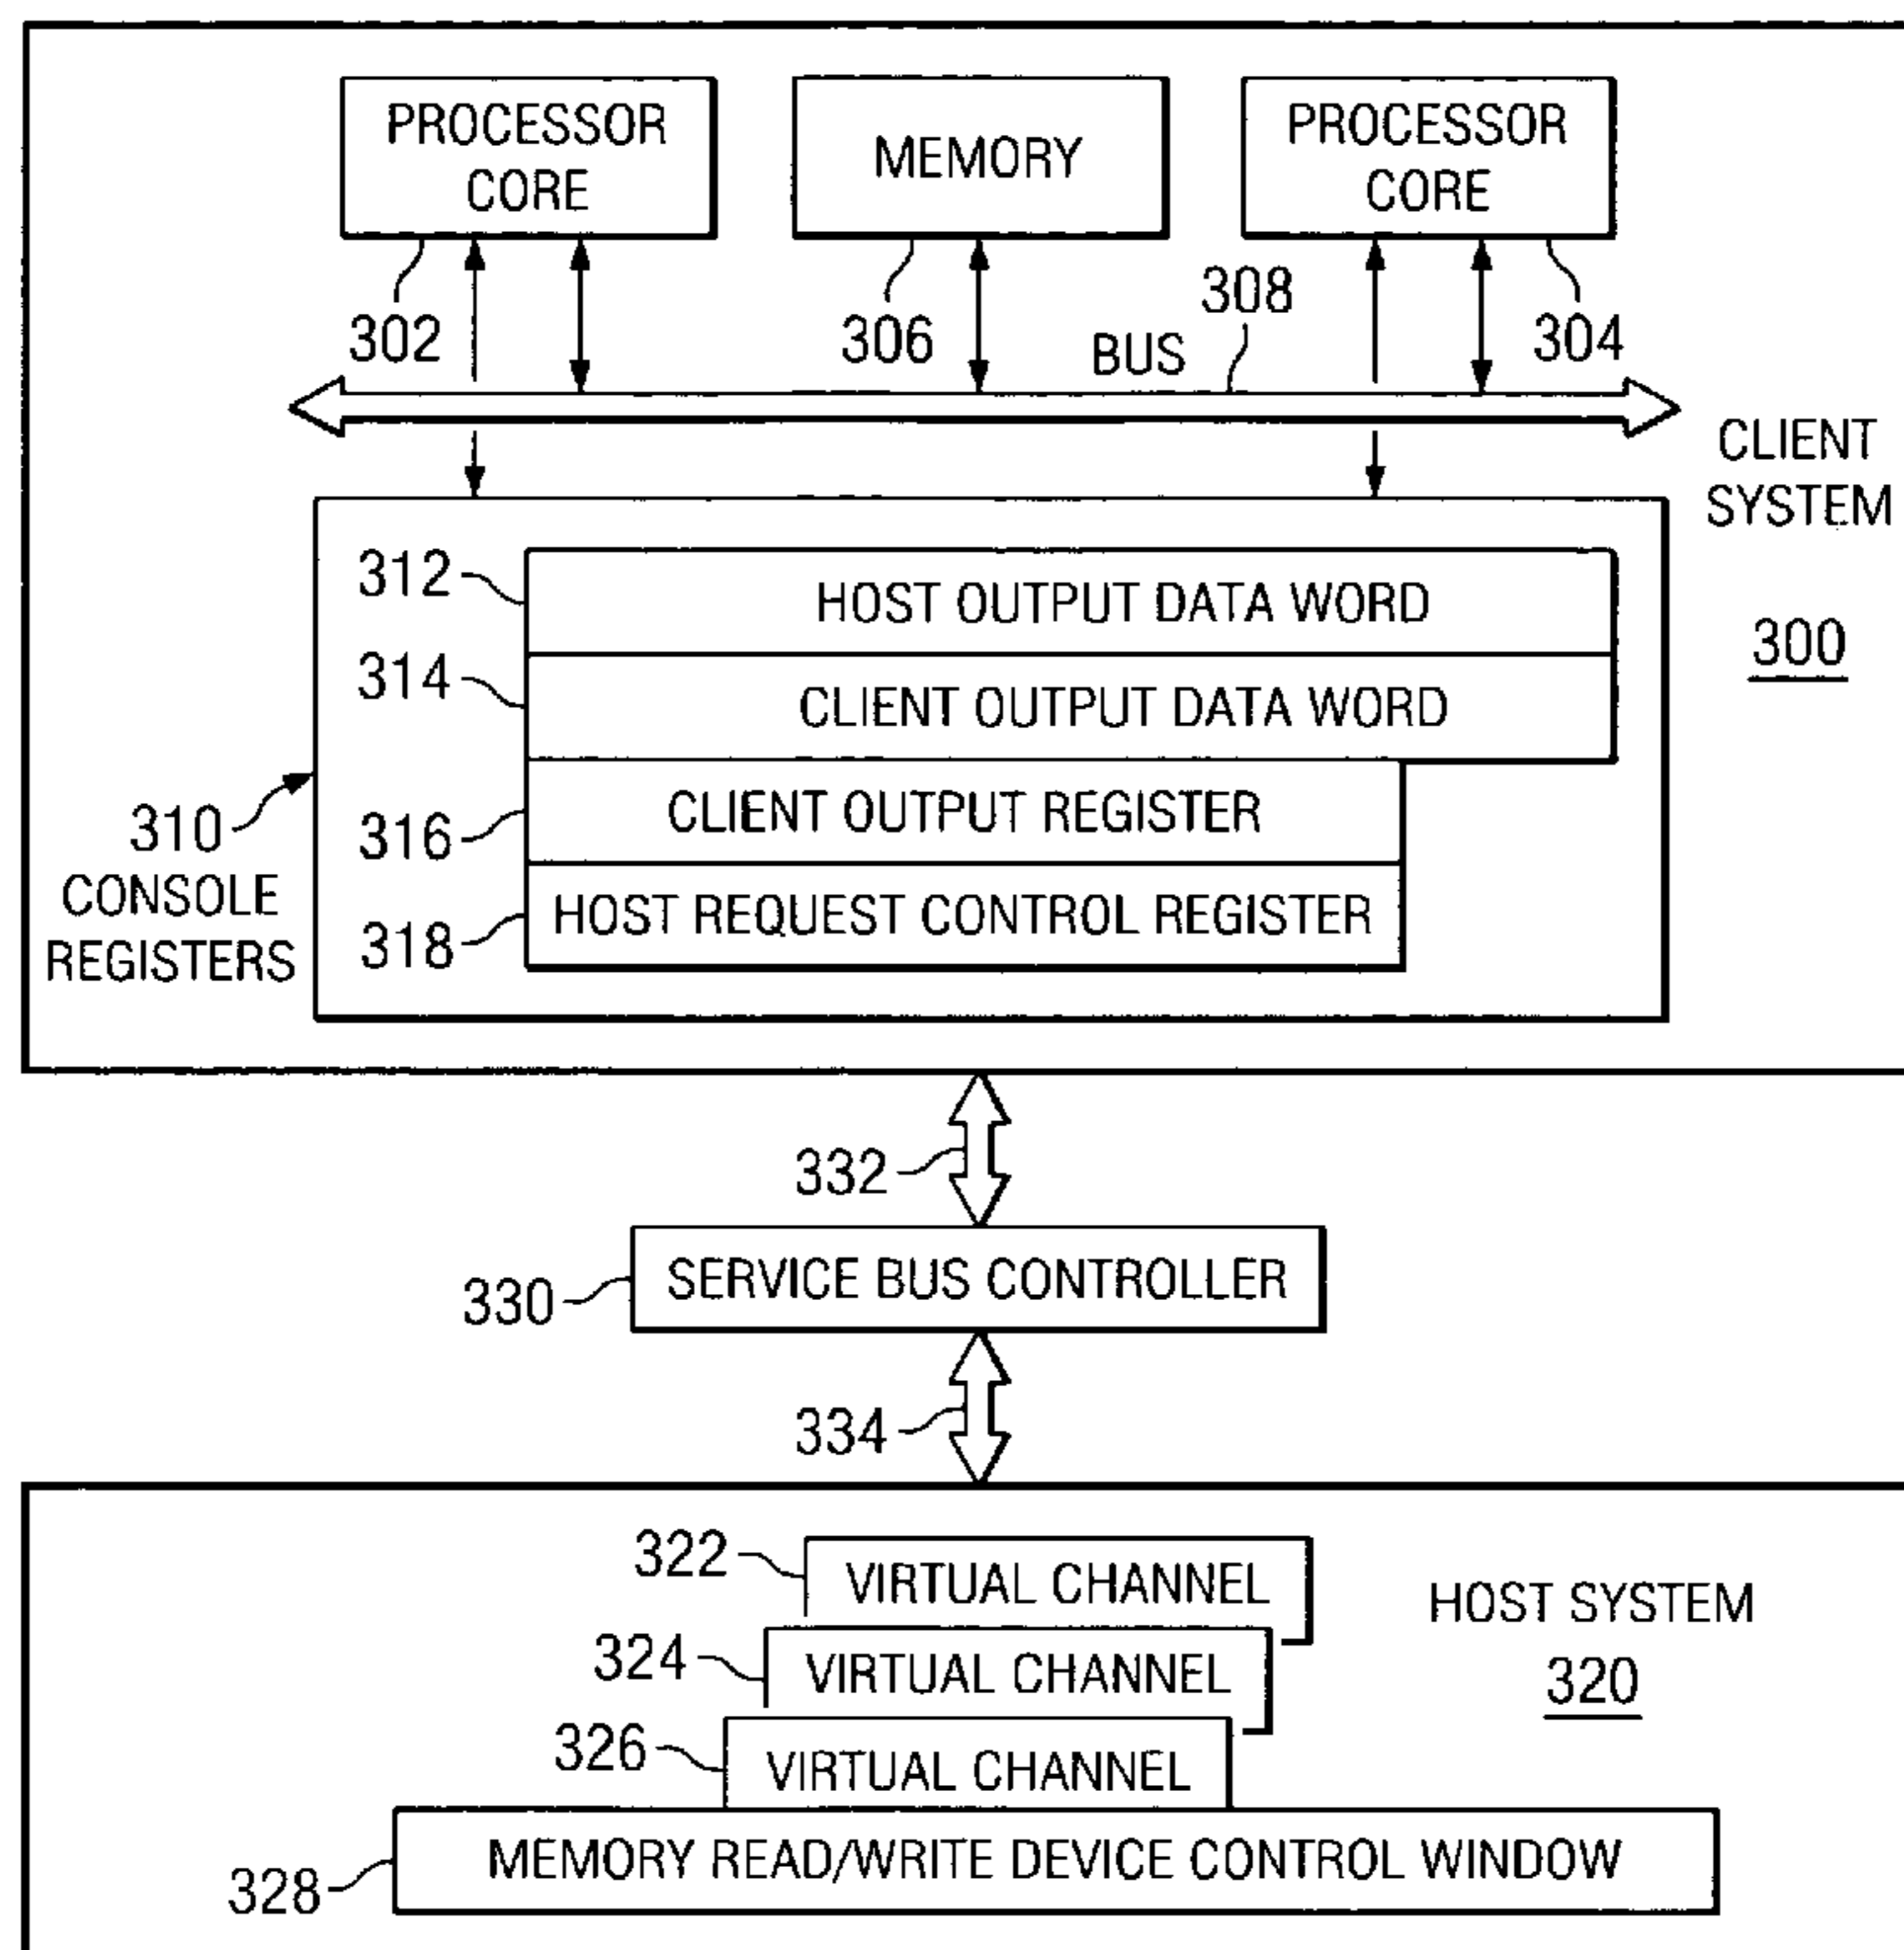 PROCESSOR
CORE
MEMORY
PROCESSOR
CORE
302
306
BUS
308
304
CLIENT
SYSTEM
300
312
HOST OUTPUT DATA WORD
314
CLIENT OUTPUT DATA WORD
316
CLIENT OUTPUT REGISTER
318
HOST REQUEST CONTROL REGISTER
310
CONSOLE
REGISTERS
332
330
SERVICE BUS CONTROLLER
334
322
VIRTUAL CHANNEL
324
VIRTUAL CHANNEL
326
VIRTUAL CHANNEL
HOST SYSTEM
320
328
MEMORY READ/WRITE DEVICE CONTROL WINDOW